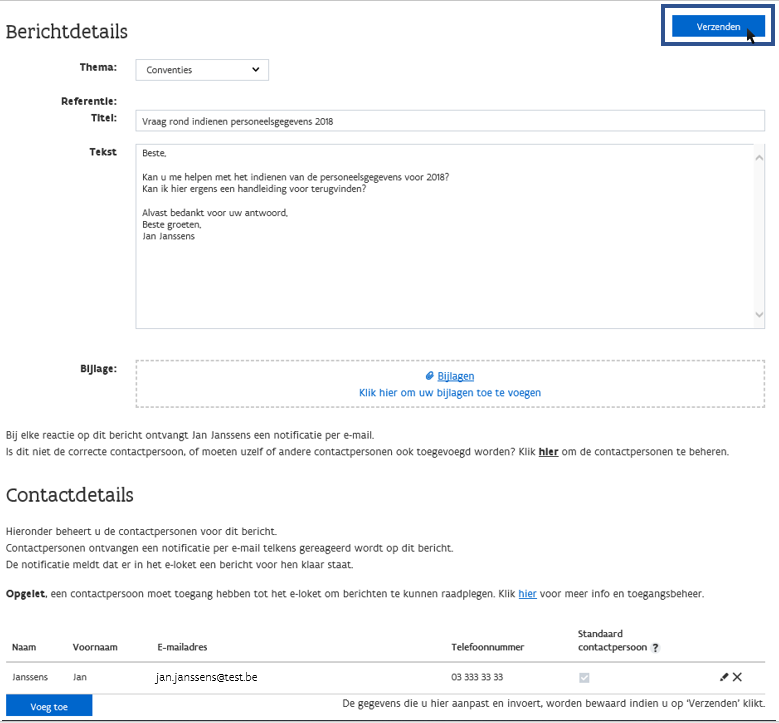 Berichtdetails
Verzenden
Thema:
Conventies
Referentie:
Titel:
Vraag rond indienen personeelsgegevens 2018
Tekst
Beste,
Kan u me helpen met het indienen van de personeelsgegevens voor 2018?
Kan ik hier ergens een handleiding voor terugvinden?
Alvast bedankt voor uw antwoord,
Beste groeten,
Jan Janssens
Bijlage:
Bijlagen
Klik hier om uw bijlagen toe te voegen
Bij elke reactie op dit bericht ontvangt Jan Janssens een notificatie per e-mail.
Is dit niet de correcte contactpersoon, of moeten uzelf of andere contactpersonen ook toegevoegd worden? Klik hier om de contactpersonen te beheren.
Contactdetails
Hieronder beheert u de contactpersonen voor dit bericht.
Contactpersonen ontvangen een notificatie per e-mail telkens gereageerd wordt op dit bericht.
De notificatie meldt dat er in het e-loket een bericht voor hen klaar staat.
Opgelet, een contactpersoon moet toegang hebben tot het e-loket om berichten te kunnen raadplegen. Klik hier voor meer info en toegangsbeheer.
Naam Voornaam E-mailadres Telefoonnummer Standaard contactpersoon ?
Janssens Jan jan.janssens@test.be 03 333 33 33
Voeg toe
De gegevens die u hier aanpast en invoert, worden bewaard indien u op 'Verzenden' klikt.